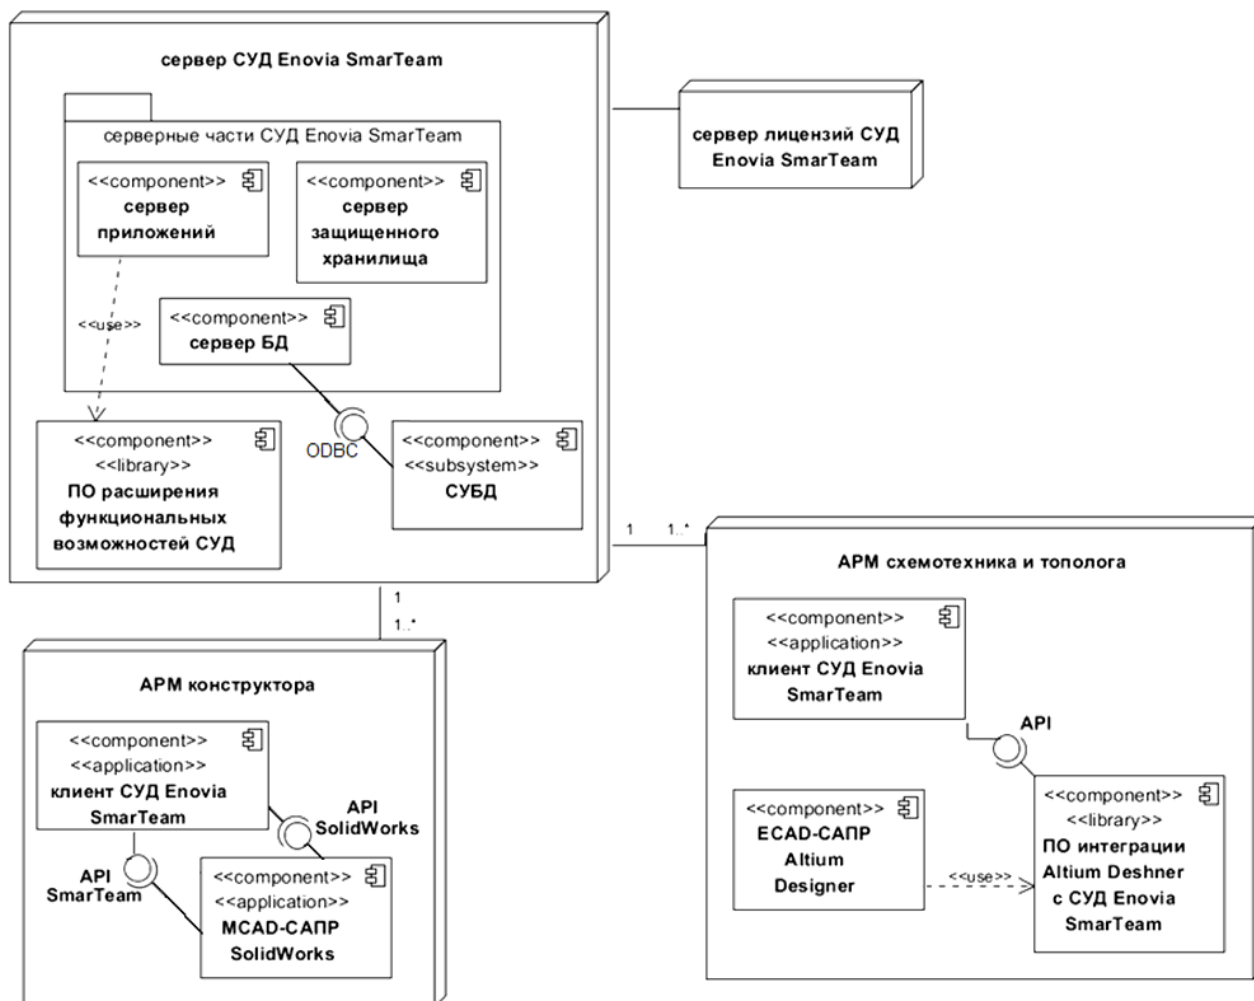 сервер СУД Enovia SmarTeam
серверные части СУД Enovia SmarTeam
<<component>>
сервер
приложений
<<component>>
сервер
защищенного
хранилища
<<use>>
<<component>>
сервер БД
ODBC
<<component>>
<<library>>
ПО расширения
функциональных
возможностей СУД
<<component>>
<<subsystem>>
СУБД
сервер лицензий СУД
Enovia SmarTeam
1
1..*
1
1..*
АРМ конструктора
<<component>>
<<application>>
клиент СУД Enovia
SmarTeam
API
SolidWorks
API
SmarTeam
<<component>>
<<application>>
MCAD-САПР
SolidWorks
АРМ схемотехника и тополога
<<component>>
<<application>>
клиент СУД Enovia
SmarTeam
API
<<component>>
ECAD-САПР
Altium
Designer
<<use>>
<<component>>
<<library>>
ПО интеграции
Altium Deshner
с СУД Enovia
SmarTeam